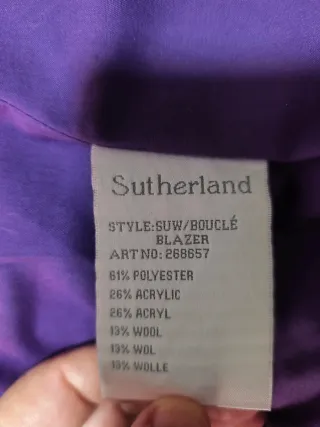 Sutherland
STYLE:SUW/BOUCLÉ
BLAZER
ART NO: 268657
61% POLYESTER
26% ACRYLIC
26% ACRYL
13% WOOL
13% WOL
13% WOLLE